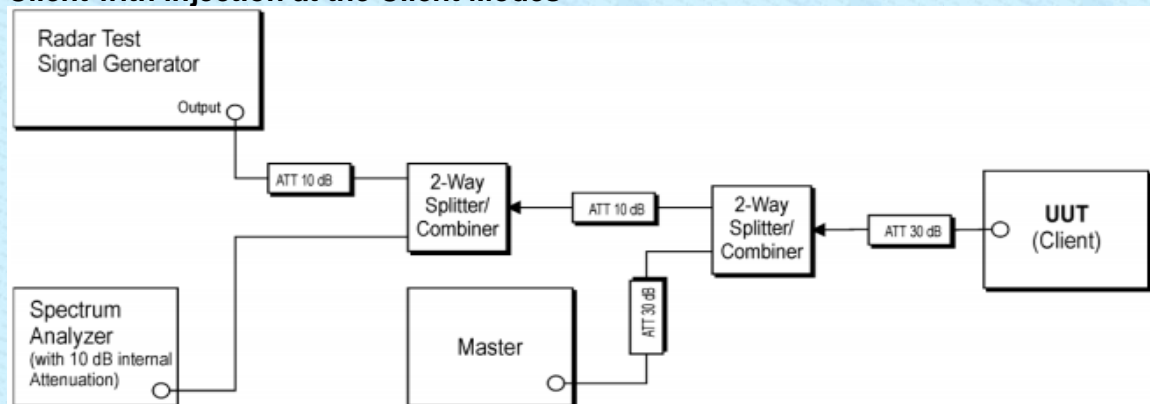 Radar Test
Signal Generator
Output
ATT 10 dB
2-Way
Splitter/
Combiner
ATT 10 dB
2-Way
Splitter/
Combiner
ATT 30 dB
UUT
(Client)
Spectrum
Analyzer
(with 10 dB internal
Attenuation)
Master
ATT 30 dB